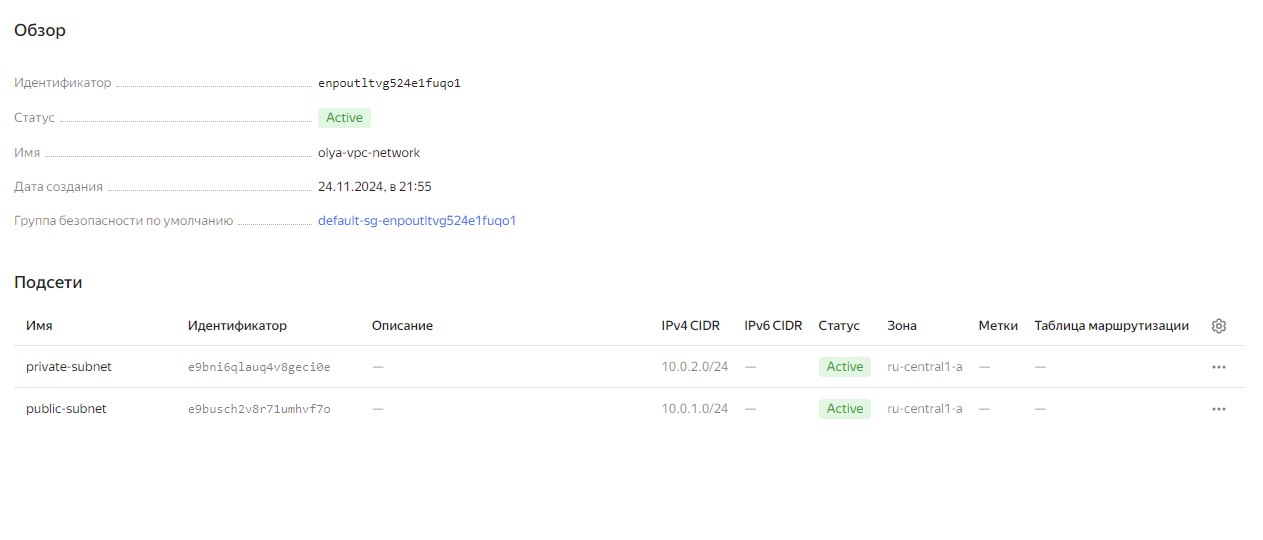 Обзор
Идентификатор enpoutltvg524e1fuqo1
Статус Active
Имя olya-vpc-network
Дата создания 24.11.2024, в 21:55
Группа безопасности по умолчанию default-sg-enpoutltvg524e1fuqo1
Подсети
Имя Идентификатор Описание IPv4 CIDR IPv6 CIDR Статус Зона Метки Таблица маршрутизации
private-subnet e9bni6qlauq4v8geci0e — 10.0.2.0/24 — Active ru-central1-a — —
public-subnet e9busch2v8r71umhvf7o — 10.0.1.0/24 — Active ru-central1-a — —